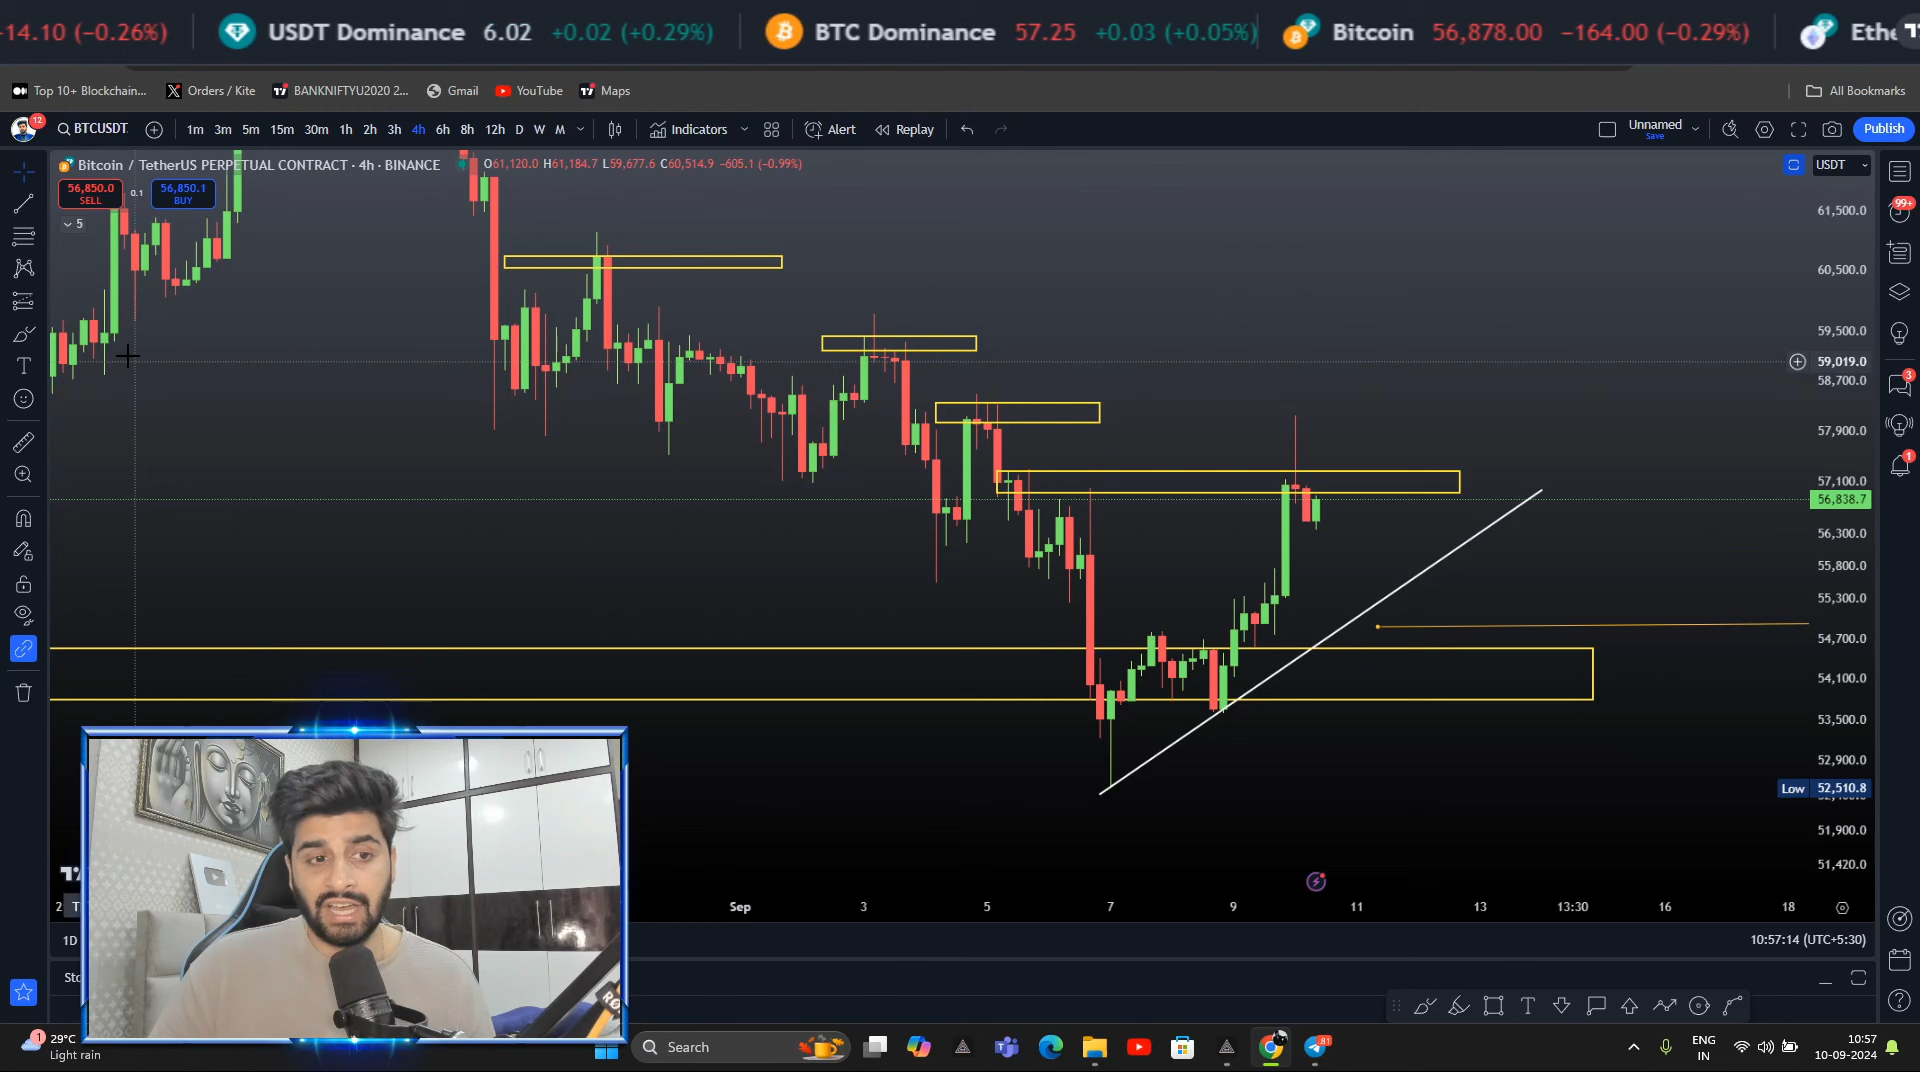 -14.10 (−0.26%) USDT Dominance 6.02 +0.02 (+0.29%) BTC Dominance 57.25 +0.03 (+0.05%) Bitcoin 56,878.00 −164.00 (−0.29%)
Top 10+ Blockchain... Orders / Kite BANKNIFTYU2020 2... Gmail YouTube Maps All Bookmarks
12 BTCUSDT. 1m 3m 5m 15m 30m 1h 2h 3h 4h 6h 8h 12h D W M Indicators Alert Replay Unnamed Save Publish
Bitcoin / TetherUS PERPETUAL CONTRACT · 4h · BINANCE O61,120.0 H61,184.7 L59,677.6 C60,514.9 −605.1 (−0.99%) USDT
56,850.0 SELL 0.1 56,850.1 BUY
5
61,500.0
99+
60,500.0
59,500.0
59,019.0
58,700.0
3
57,900.0
1
57,100.0
56,838.7
56,300.0
55,800.0
55,300.0
54,700.0
54,100.0
53,500.0
52,900.0
Low 52,510.8
51,900.0
51,420.0
Sep 3 5 7 9 11 13 13:30 16 18
1D 10:57:14 (UTC+5:30)
1 29°C
Light rain
Search
81
ENG
IN
10:57
10-09-2024